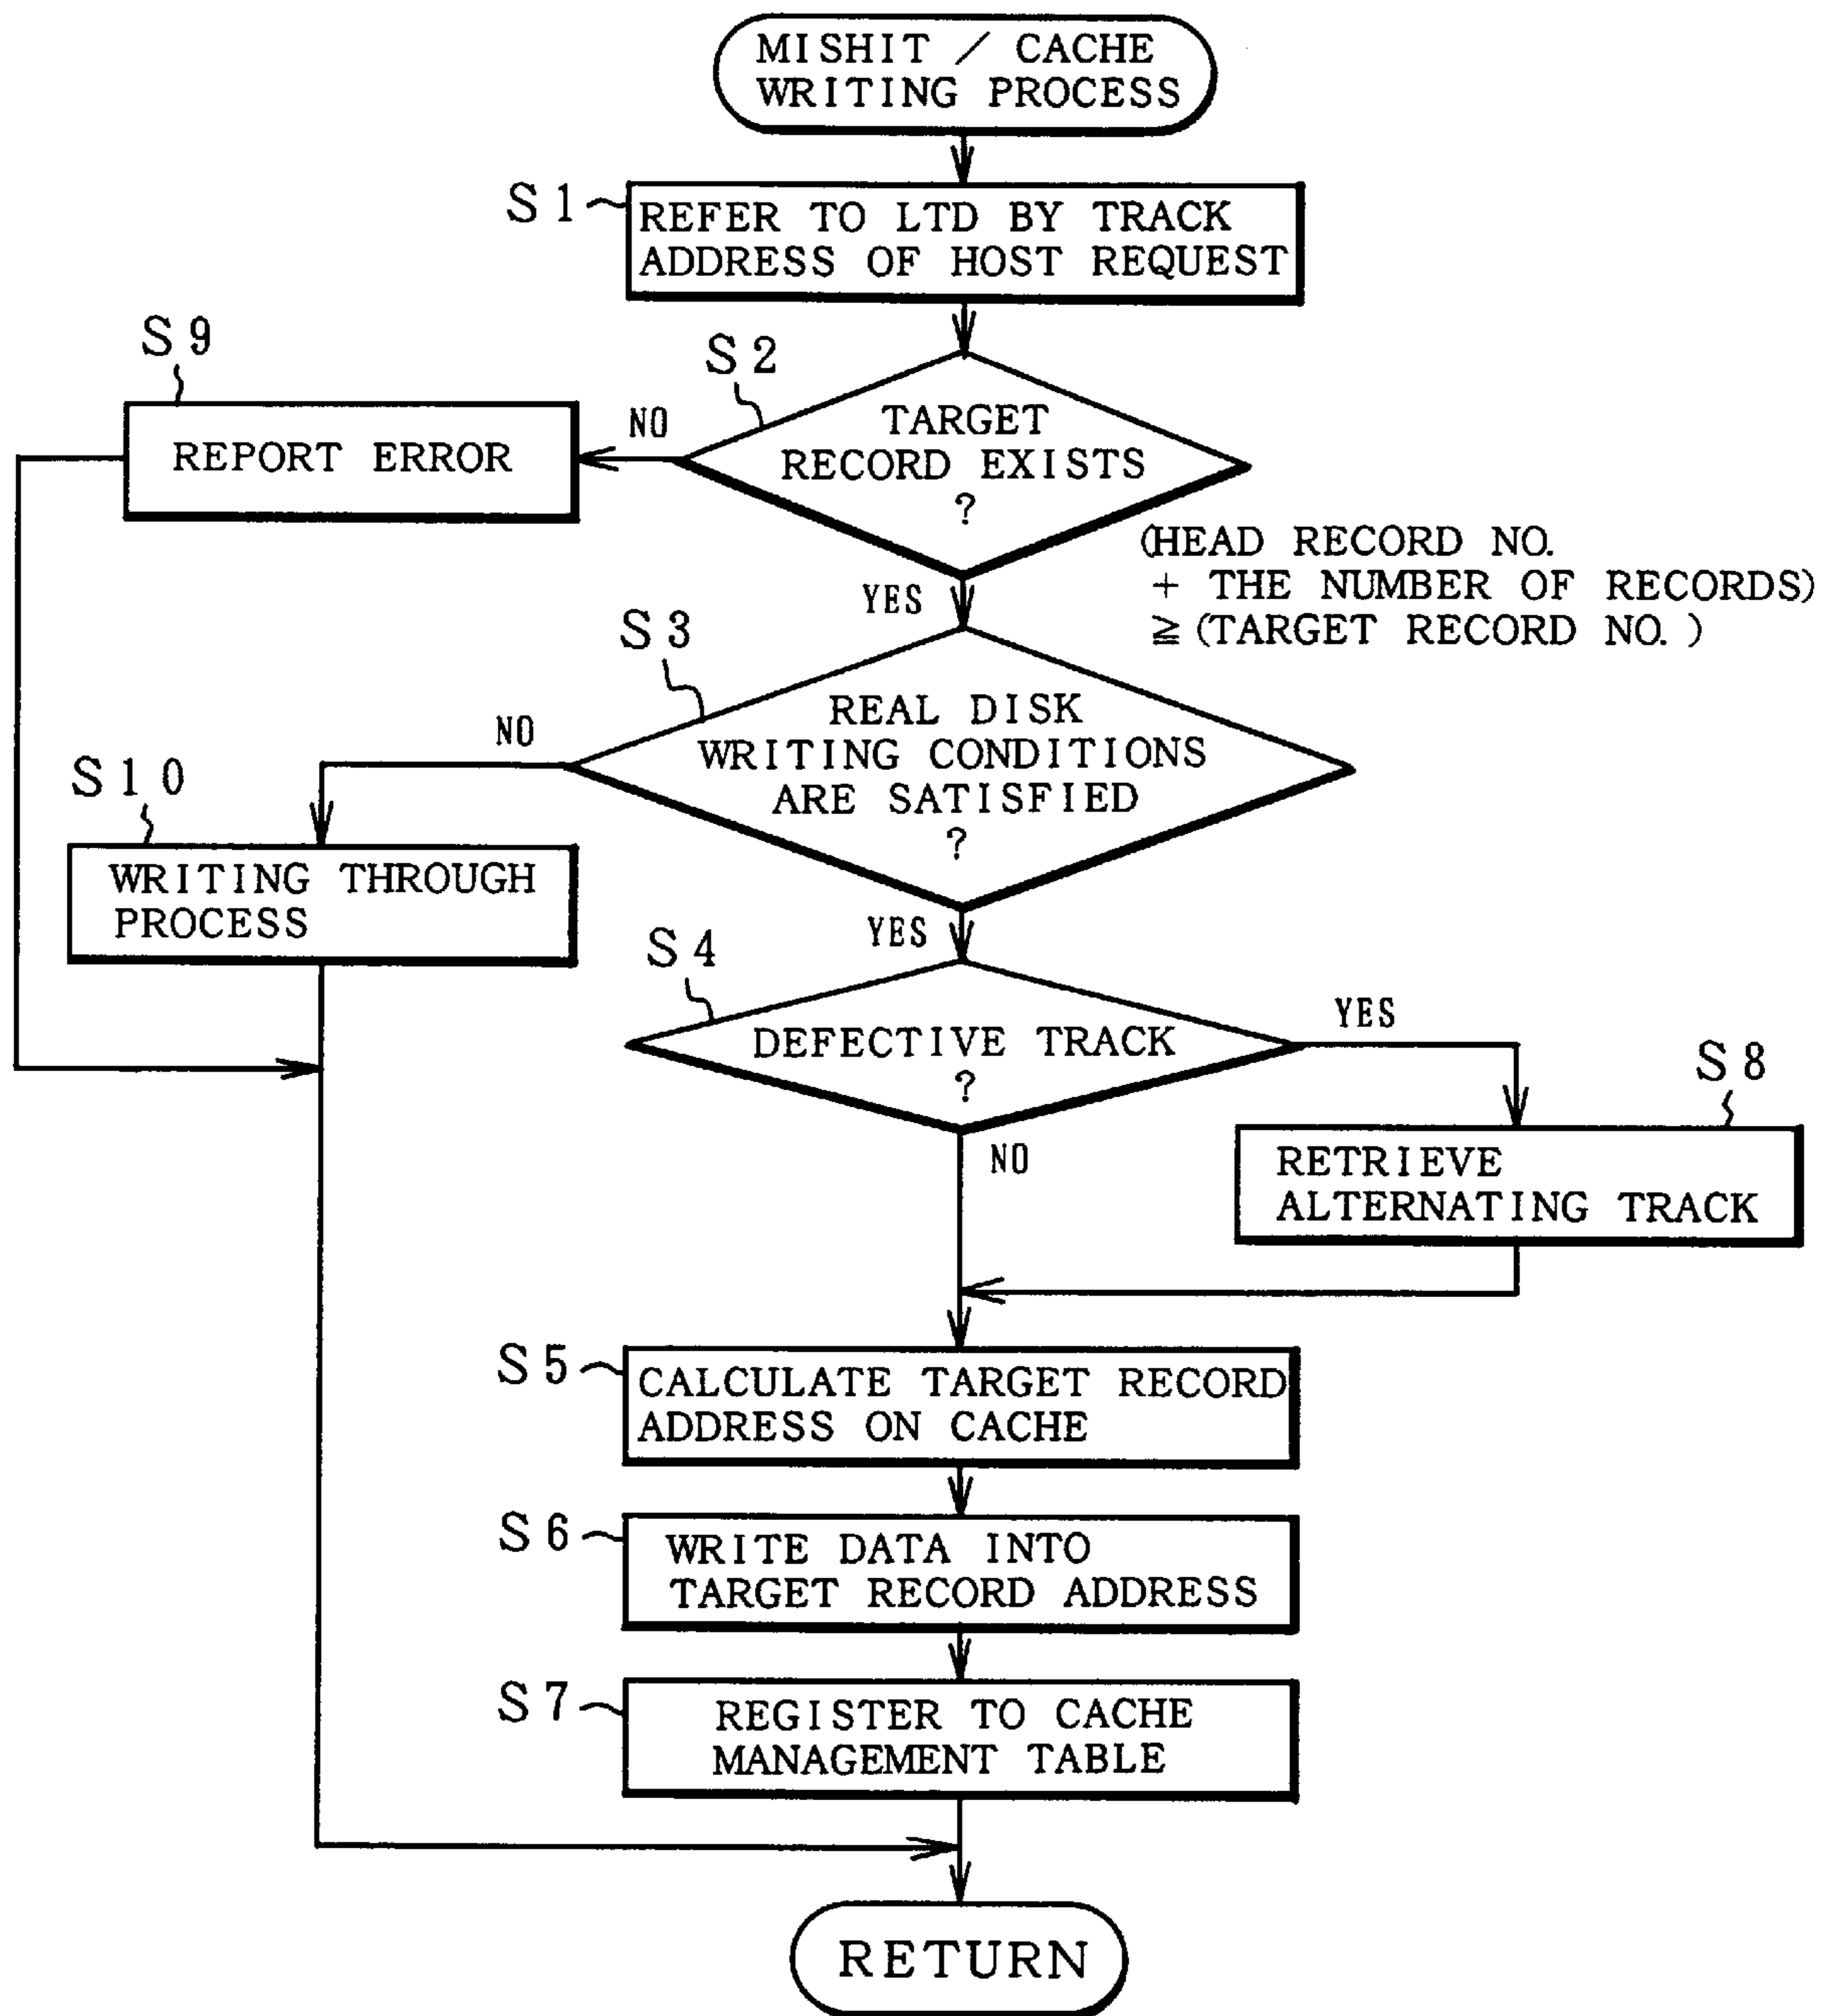 MISHIT / CACHE
WRITING PROCESS
S1
REFER TO LTD BY TRACK
ADDRESS OF HOST REQUEST
S9
S2
REPORT ERROR
NO
TARGET
RECORD EXISTS
?
(HEAD RECORD NO.
+ THE NUMBER OF RECORDS)
≧ (TARGET RECORD NO. )
YES
S3
NO
REAL DISK
WRITING CONDITIONS
ARE SATISFIED
?
S10
WRITING THROUGH
PROCESS
YES
S4
DEFECTIVE TRACK
?
YES
S8
NO
RETRIEVE
ALTERNATING TRACK
S5
CALCULATE TARGET RECORD
ADDRESS ON CACHE
S6
WRITE DATA INTO
TARGET RECORD ADDRESS
S7
REGISTER TO CACHE
MANAGEMENT TABLE
RETURN